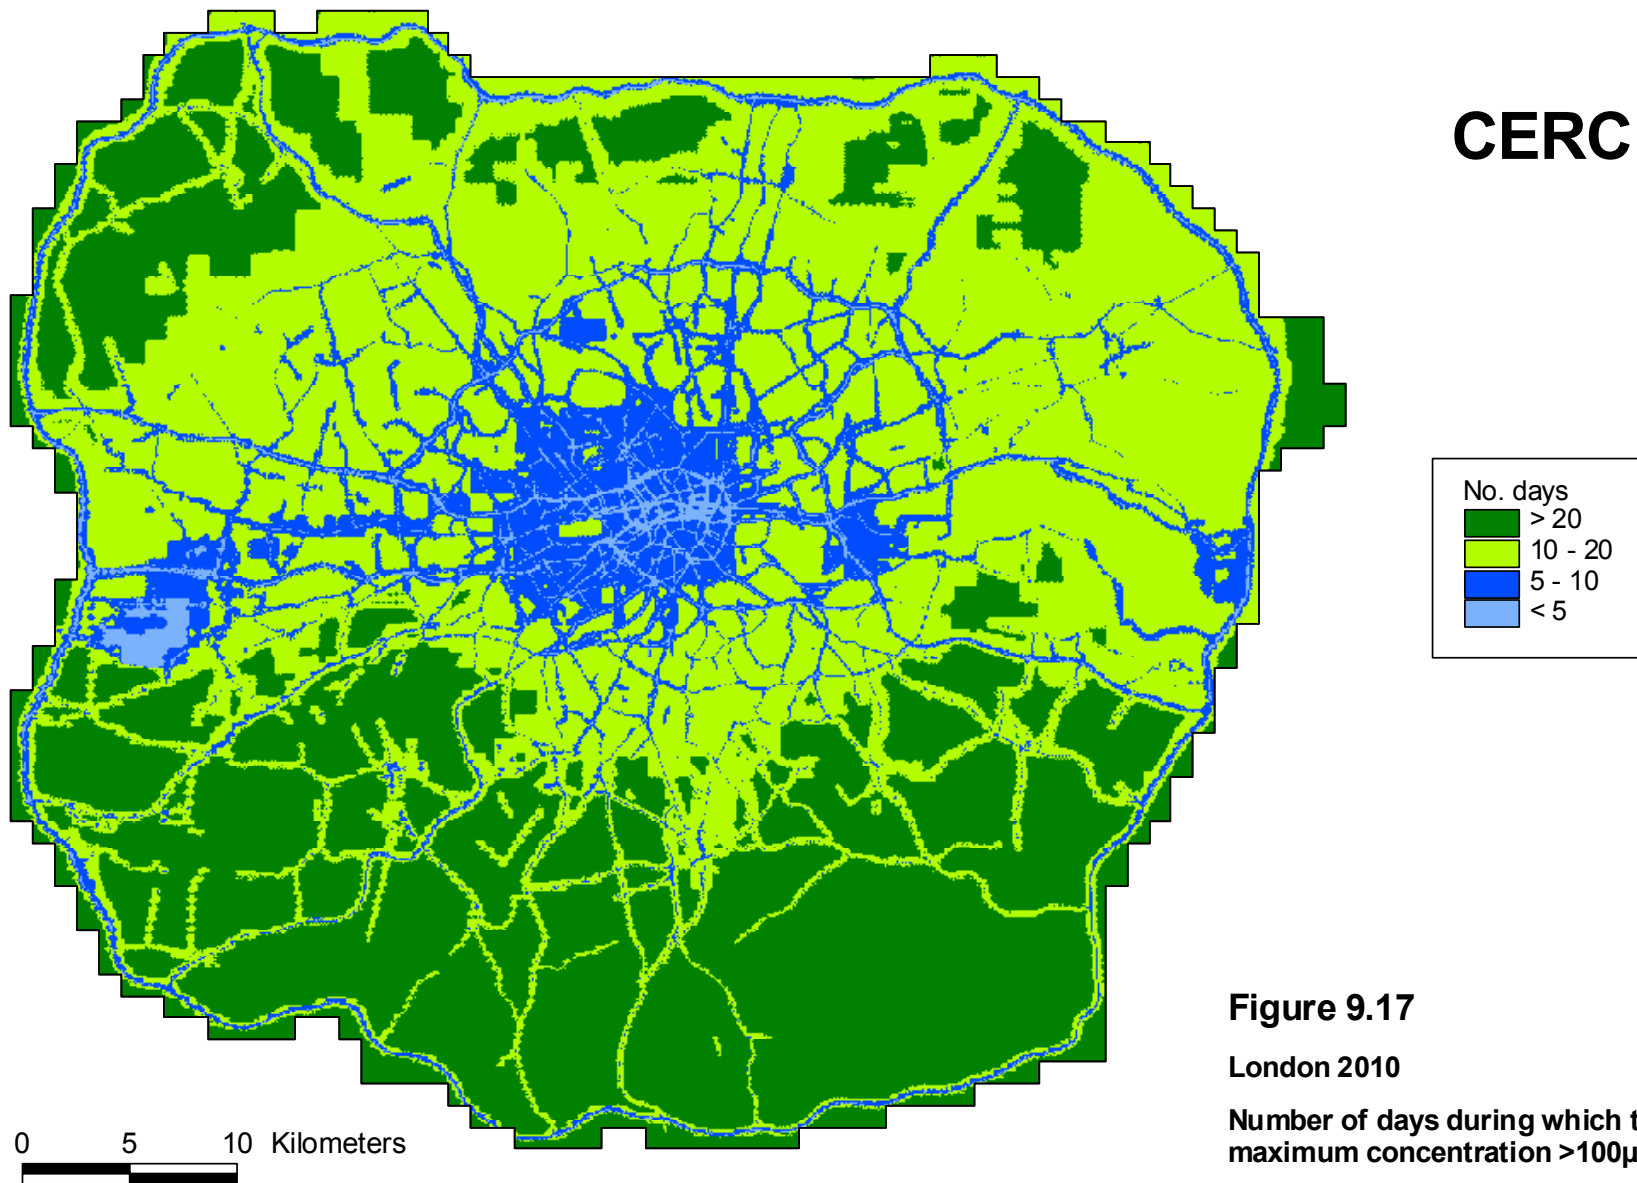 CERC
No. days
> 20
10 - 20
5 - 10
< 5
Figure 9.17
London 2010
Number of days during which
maximum concentration >100µ
0 5 10 Kilometers